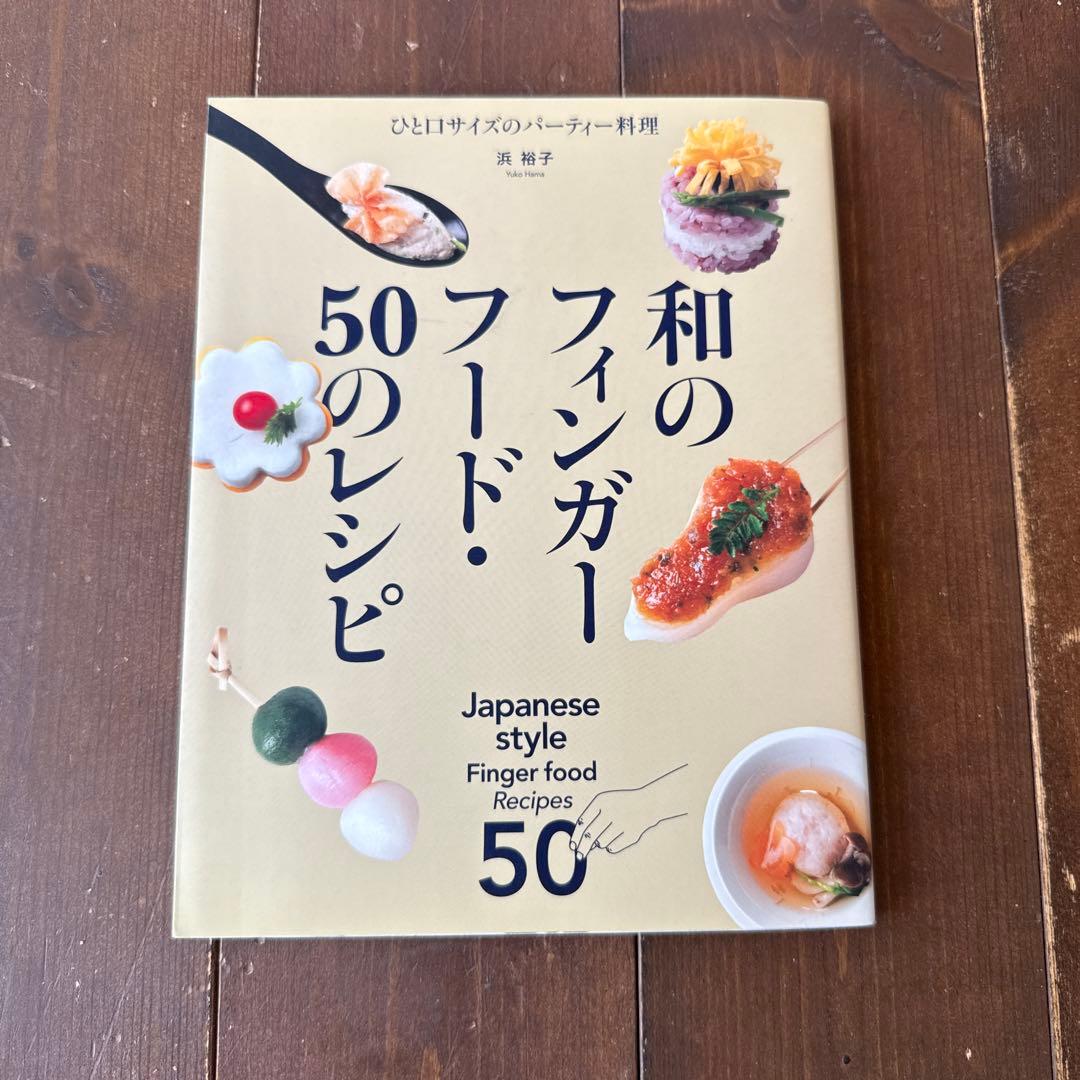 ひと口サイズのパーティー料理
浜 裕子
Yuko Hama
和の
フィンガー
フード・
50のレシピ
Japanese
style
Finger food
Recipes
50